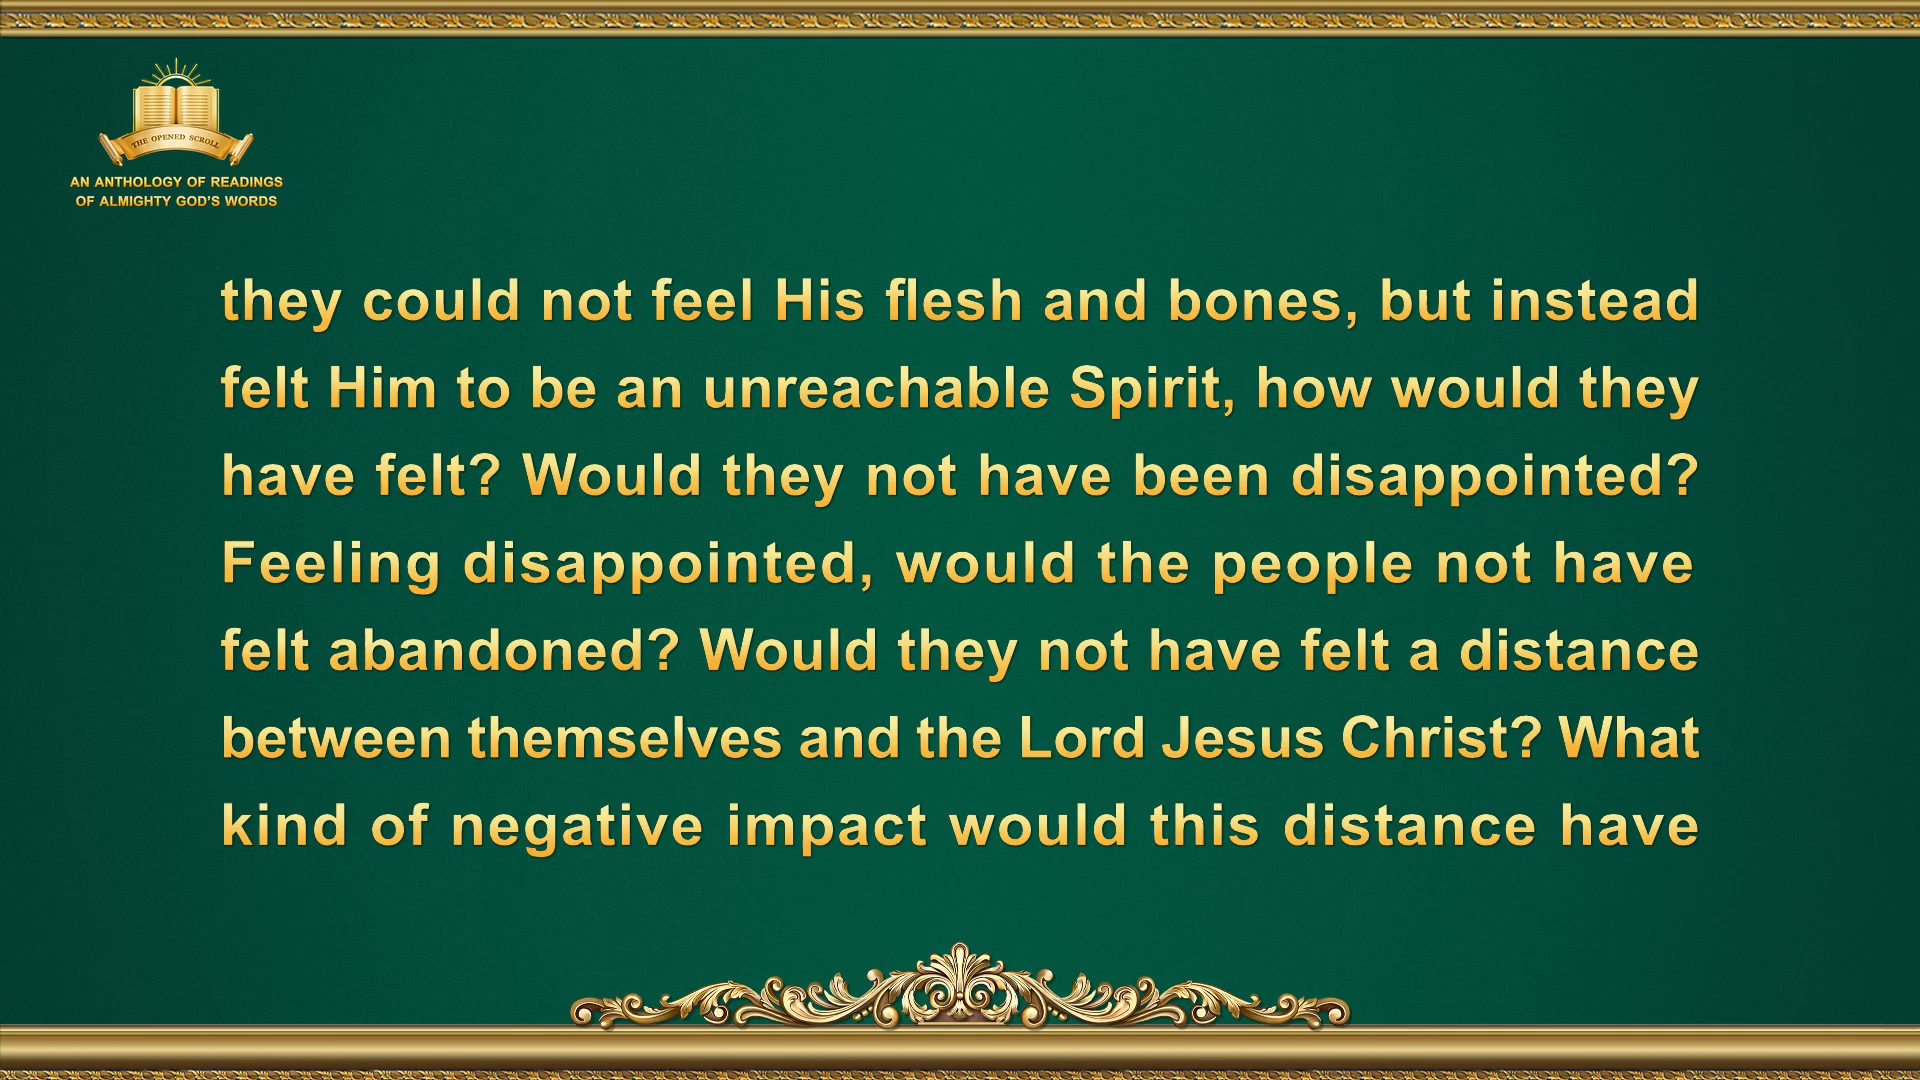 THE OPENED SCROLL
AN ANTHOLOGY OF READINGS
OF ALMIGHTY GOD'S WORDS
they could not feel His flesh and bones, but instead
felt Him to be an unreachable Spirit, how would they
have felt? Would they not have been disappointed?
Feeling disappointed, would the people not have
felt abandoned? Would they not have felt a distance
between themselves and the Lord Jesus Christ? What
kind of negative impact would this distance have